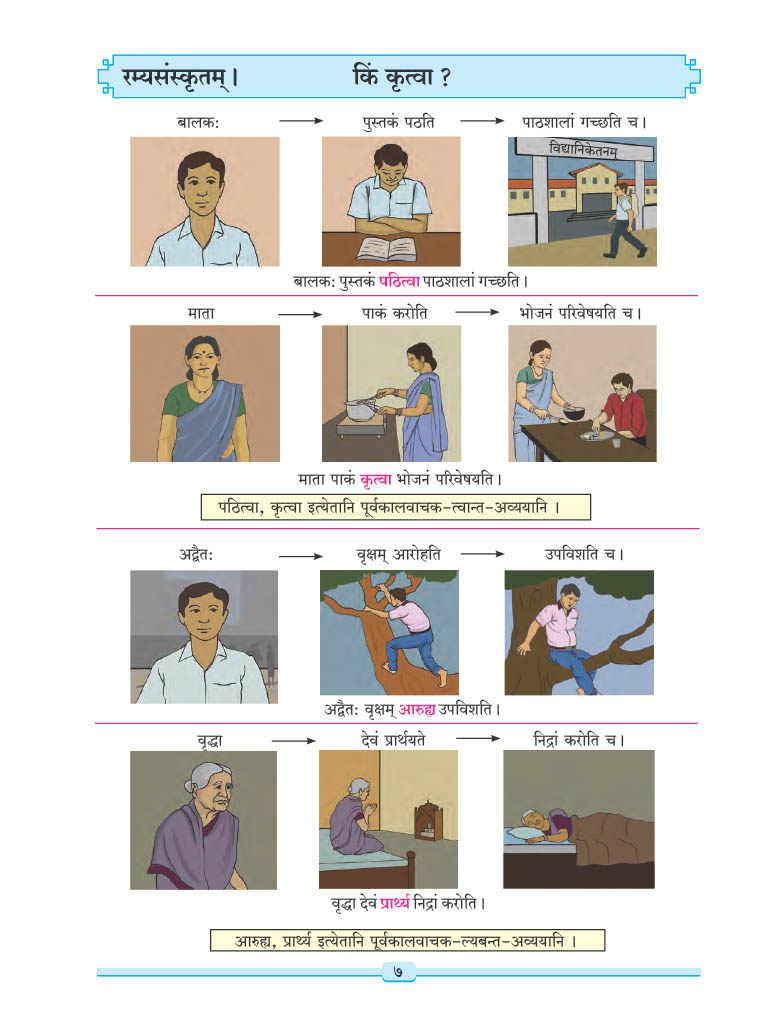 रम्यसंस्कृतम्। किं कृत्वा ?
बालकः पुस्तकं पठति पाठशालां गच्छति च।
विद्यानिकेतनम्
बालकः पुस्तकं पठित्वा पाठशालां गच्छति।
माता पाकं करोति भोजनं परिवेषयति च।
माता पाकं कृत्वा भोजनं परिवेषयति।
पठित्वा, कृत्वा इत्येतानि पूर्वकालवाचक-त्वान्त-अव्ययानि ।
अद्वैतः वृक्षम् आरोहति उपविशति च।
अद्वैतः वृक्षम् आरुह्य उपविशति।
वृद्धा देवं प्रार्थयते निद्रां करोति च।
वृद्धा देवं प्रार्थ्य निद्रां करोति।
आरुह्य, प्रार्थ्य इत्येतानि पूर्वकालवाचक-ल्यबन्त-अव्ययानि ।
७